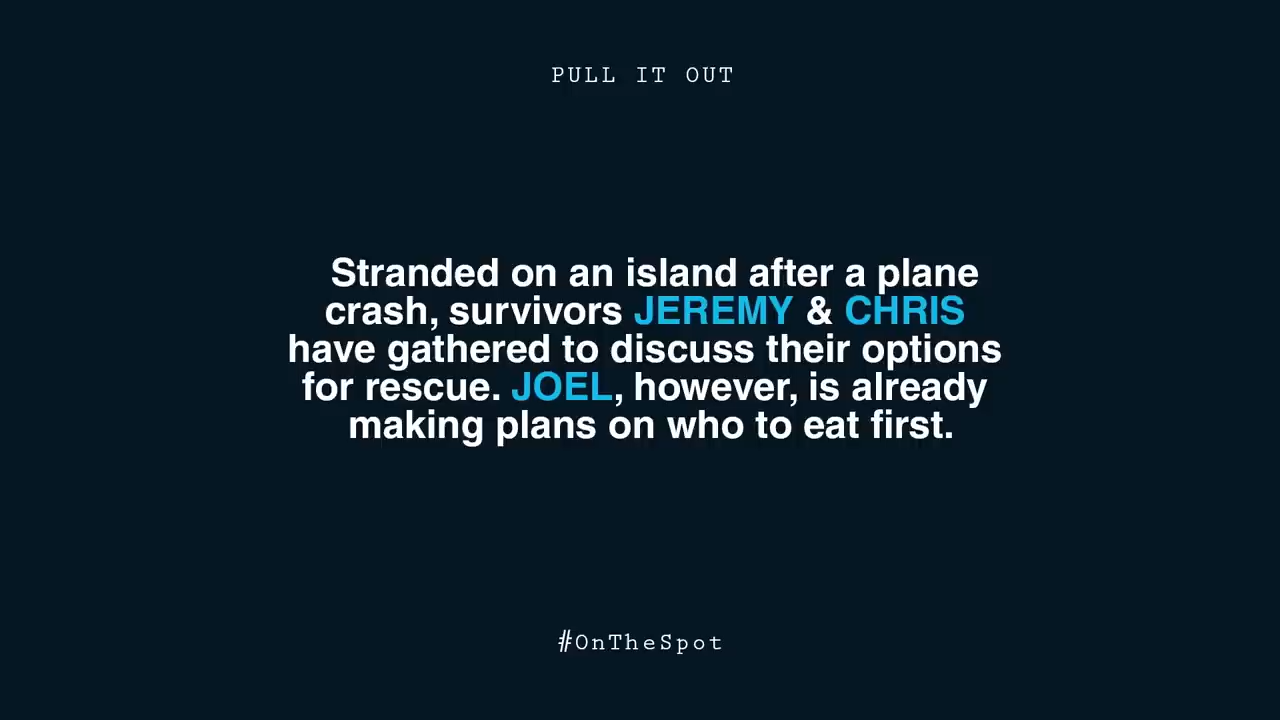 PULL IT OUT
Stranded on an island after a plane
crash, survivors JEREMY & CHRIS
have gathered to discuss their options
for rescue. JOEL, however, is already
making plans on who to eat first.
#OnTheSpot